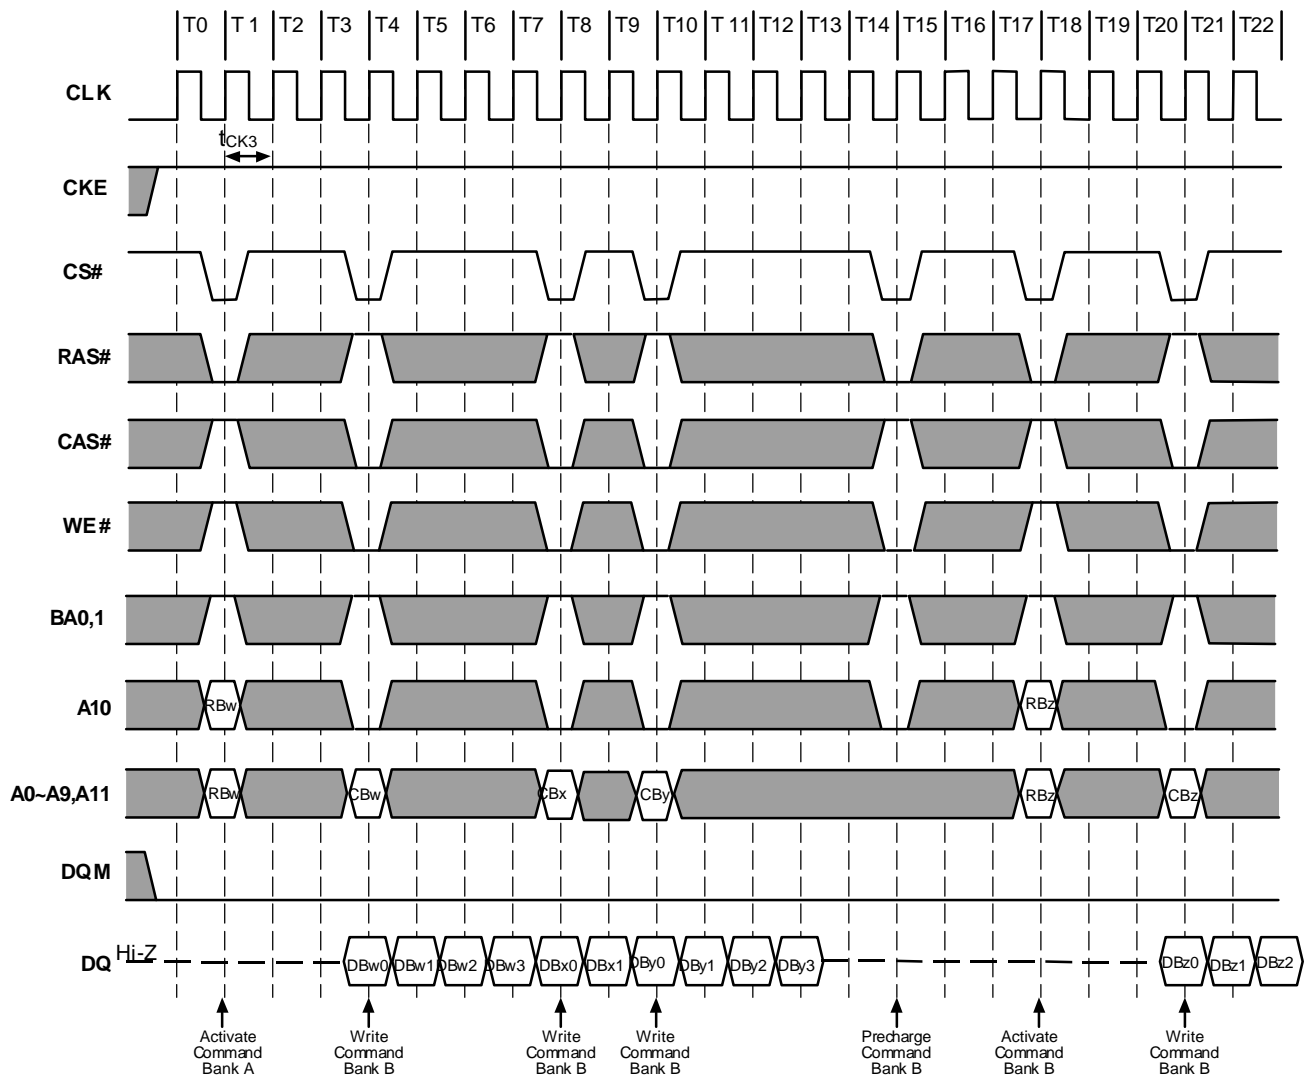 T0 T 1 T2 T3 T4 T5 T6 T7 T8 T9 T10 T 11 T12 T13 T14 T15 T16 T17 T18 T19 T20 T21 T22
CLK
tCK3
CKE
CS#
RAS#
CAS#
WE#
BA0,1
A10 RBw RBz
A0~A9,A11 RBw CBw CBx CBy RBz CBz
DQM
DQ Hi-Z DBw0 DBw1 DBw2 DBw3 DBx0 DBx1 DBy0 DBy1 DBy2 DBy3 DBz0 DBz1 DBz2
Activate Command Bank A
Write Command Bank B
Write Command Bank B
Write Command Bank B
Precharge Command Bank B
Activate Command Bank B
Write Command Bank B